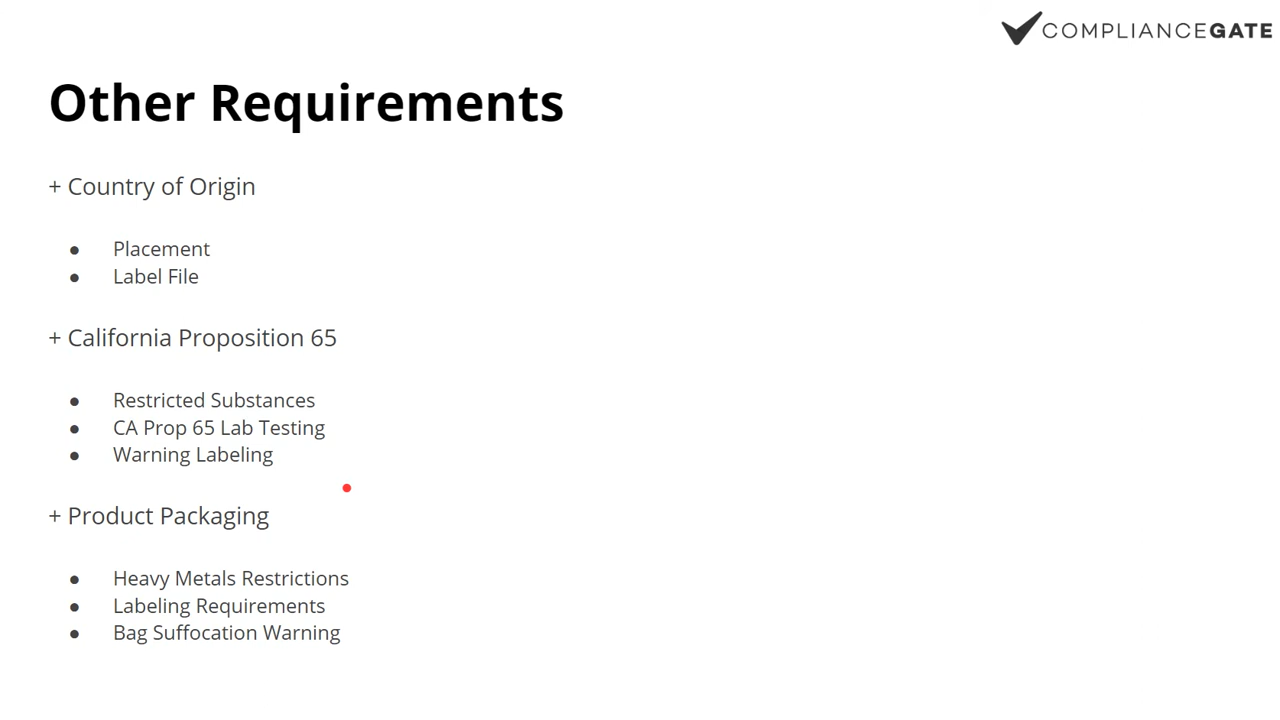 COMPLIANCEGATE
Other Requirements
+ Country of Origin
● Placement
● Label File
+ California Proposition 65
● Restricted Substances
● CA Prop 65 Lab Testing
● Warning Labeling
+ Product Packaging
● Heavy Metals Restrictions
● Labeling Requirements
● Bag Suffocation Warning